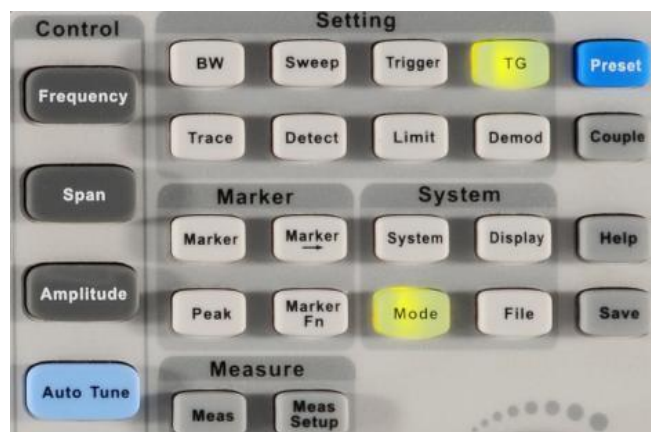 Control
Frequency
Span
Amplitude
Auto Tune
Setting
BW Sweep Trigger TG
Trace Detect Limit Demod
Marker
Marker Marker
Peak Marker
Fn
System
System Display
Mode File
Measure
Meas Meas
Setup
Preset
Couple
Help
Save